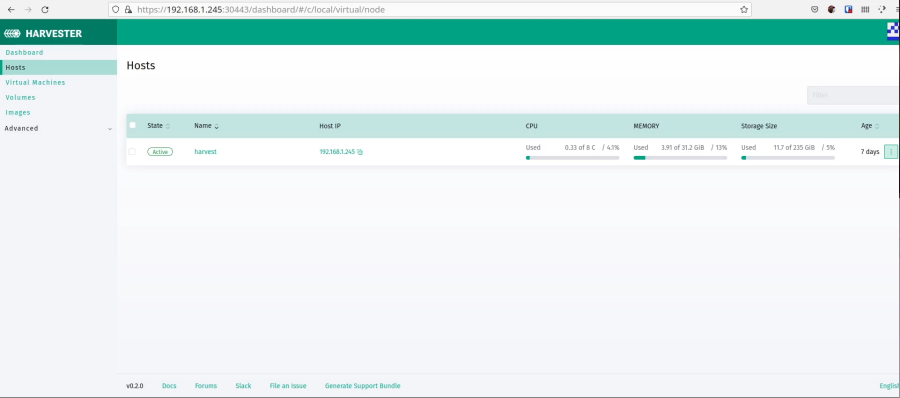 https://192.168.1.245:30443/dashboard/#/c/local/virtual/node
HARVESTER
Dashboard
Hosts
Virtual Machines
Volumes
Images
Advanced
Hosts
Filter
State Name Host IP CPU MEMORY Storage Size Age
Active harvest 192.168.1.245 Used 0.33 of 8 C / 4.1% Used 3.91 of 31.2 GiB / 13% Used 11.7 of 235 GiB / 5% 7 days
v0.2.0 Docs Forums Slack File an Issue Generate Support Bundle English